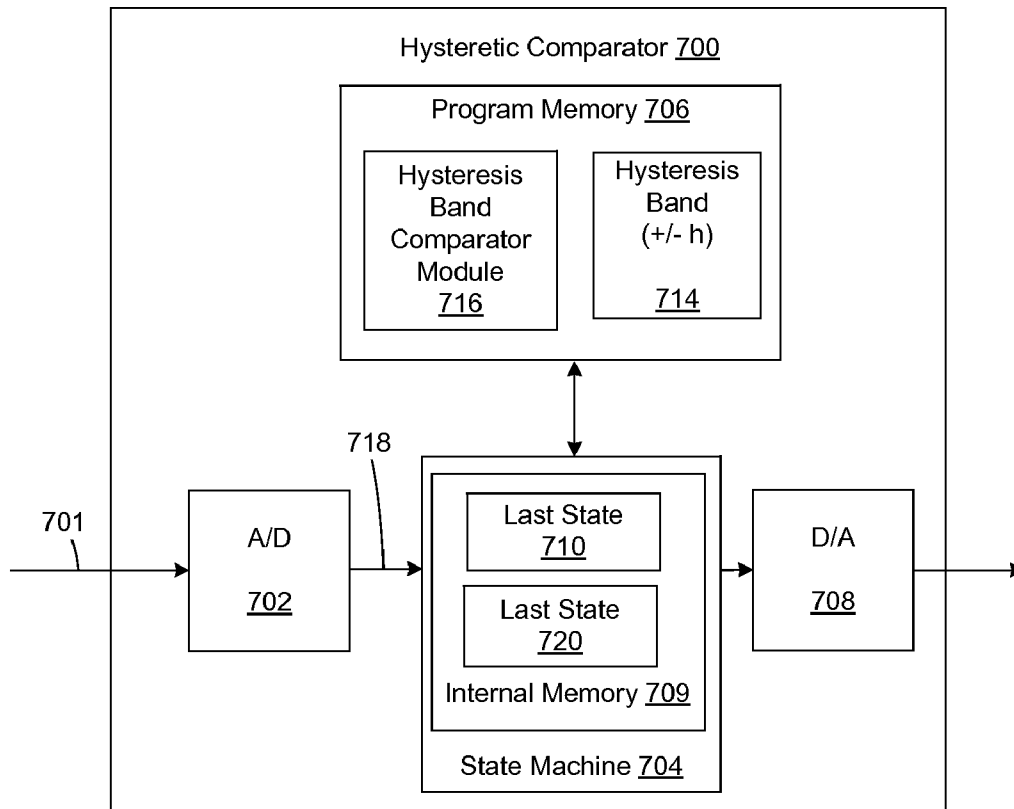 Hysteretic Comparator 700
Program Memory 706
Hysteresis
Band
Comparator
Module
716
Hysteresis
Band
(+/- h)
714
718
701
A/D
702
Last State
710
Last State
720
Internal Memory 709
State Machine 704
D/A
708